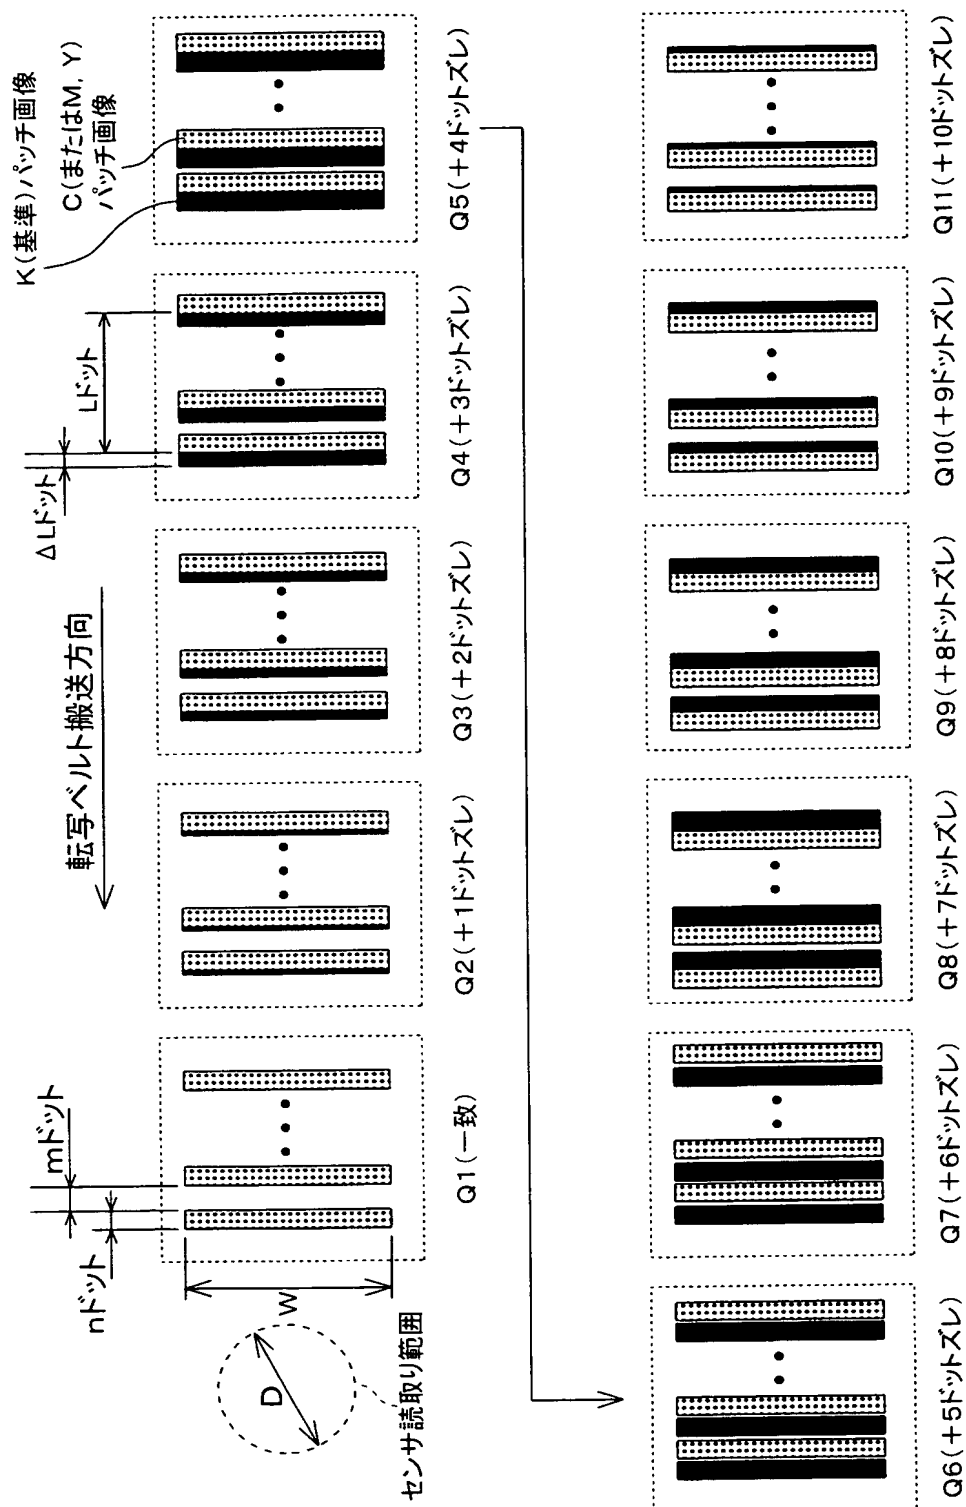 転写ベルト搬送方向
nドット
mドット
ΔLドット
Lドット
K(基準)パッチ画像
C(またはM, Y)
パッチ画像
D
W
センサ読取り範囲
Q1(一致)
Q2(+1ドットズレ)
Q3(+2ドットズレ)
Q4(+3ドットズレ)
Q5(+4ドットズレ)
Q6(+5ドットズレ)
Q7(+6ドットズレ)
Q8(+7ドットズレ)
Q9(+8ドットズレ)
Q10(+9ドットズレ)
Q11(+10ドットズレ)